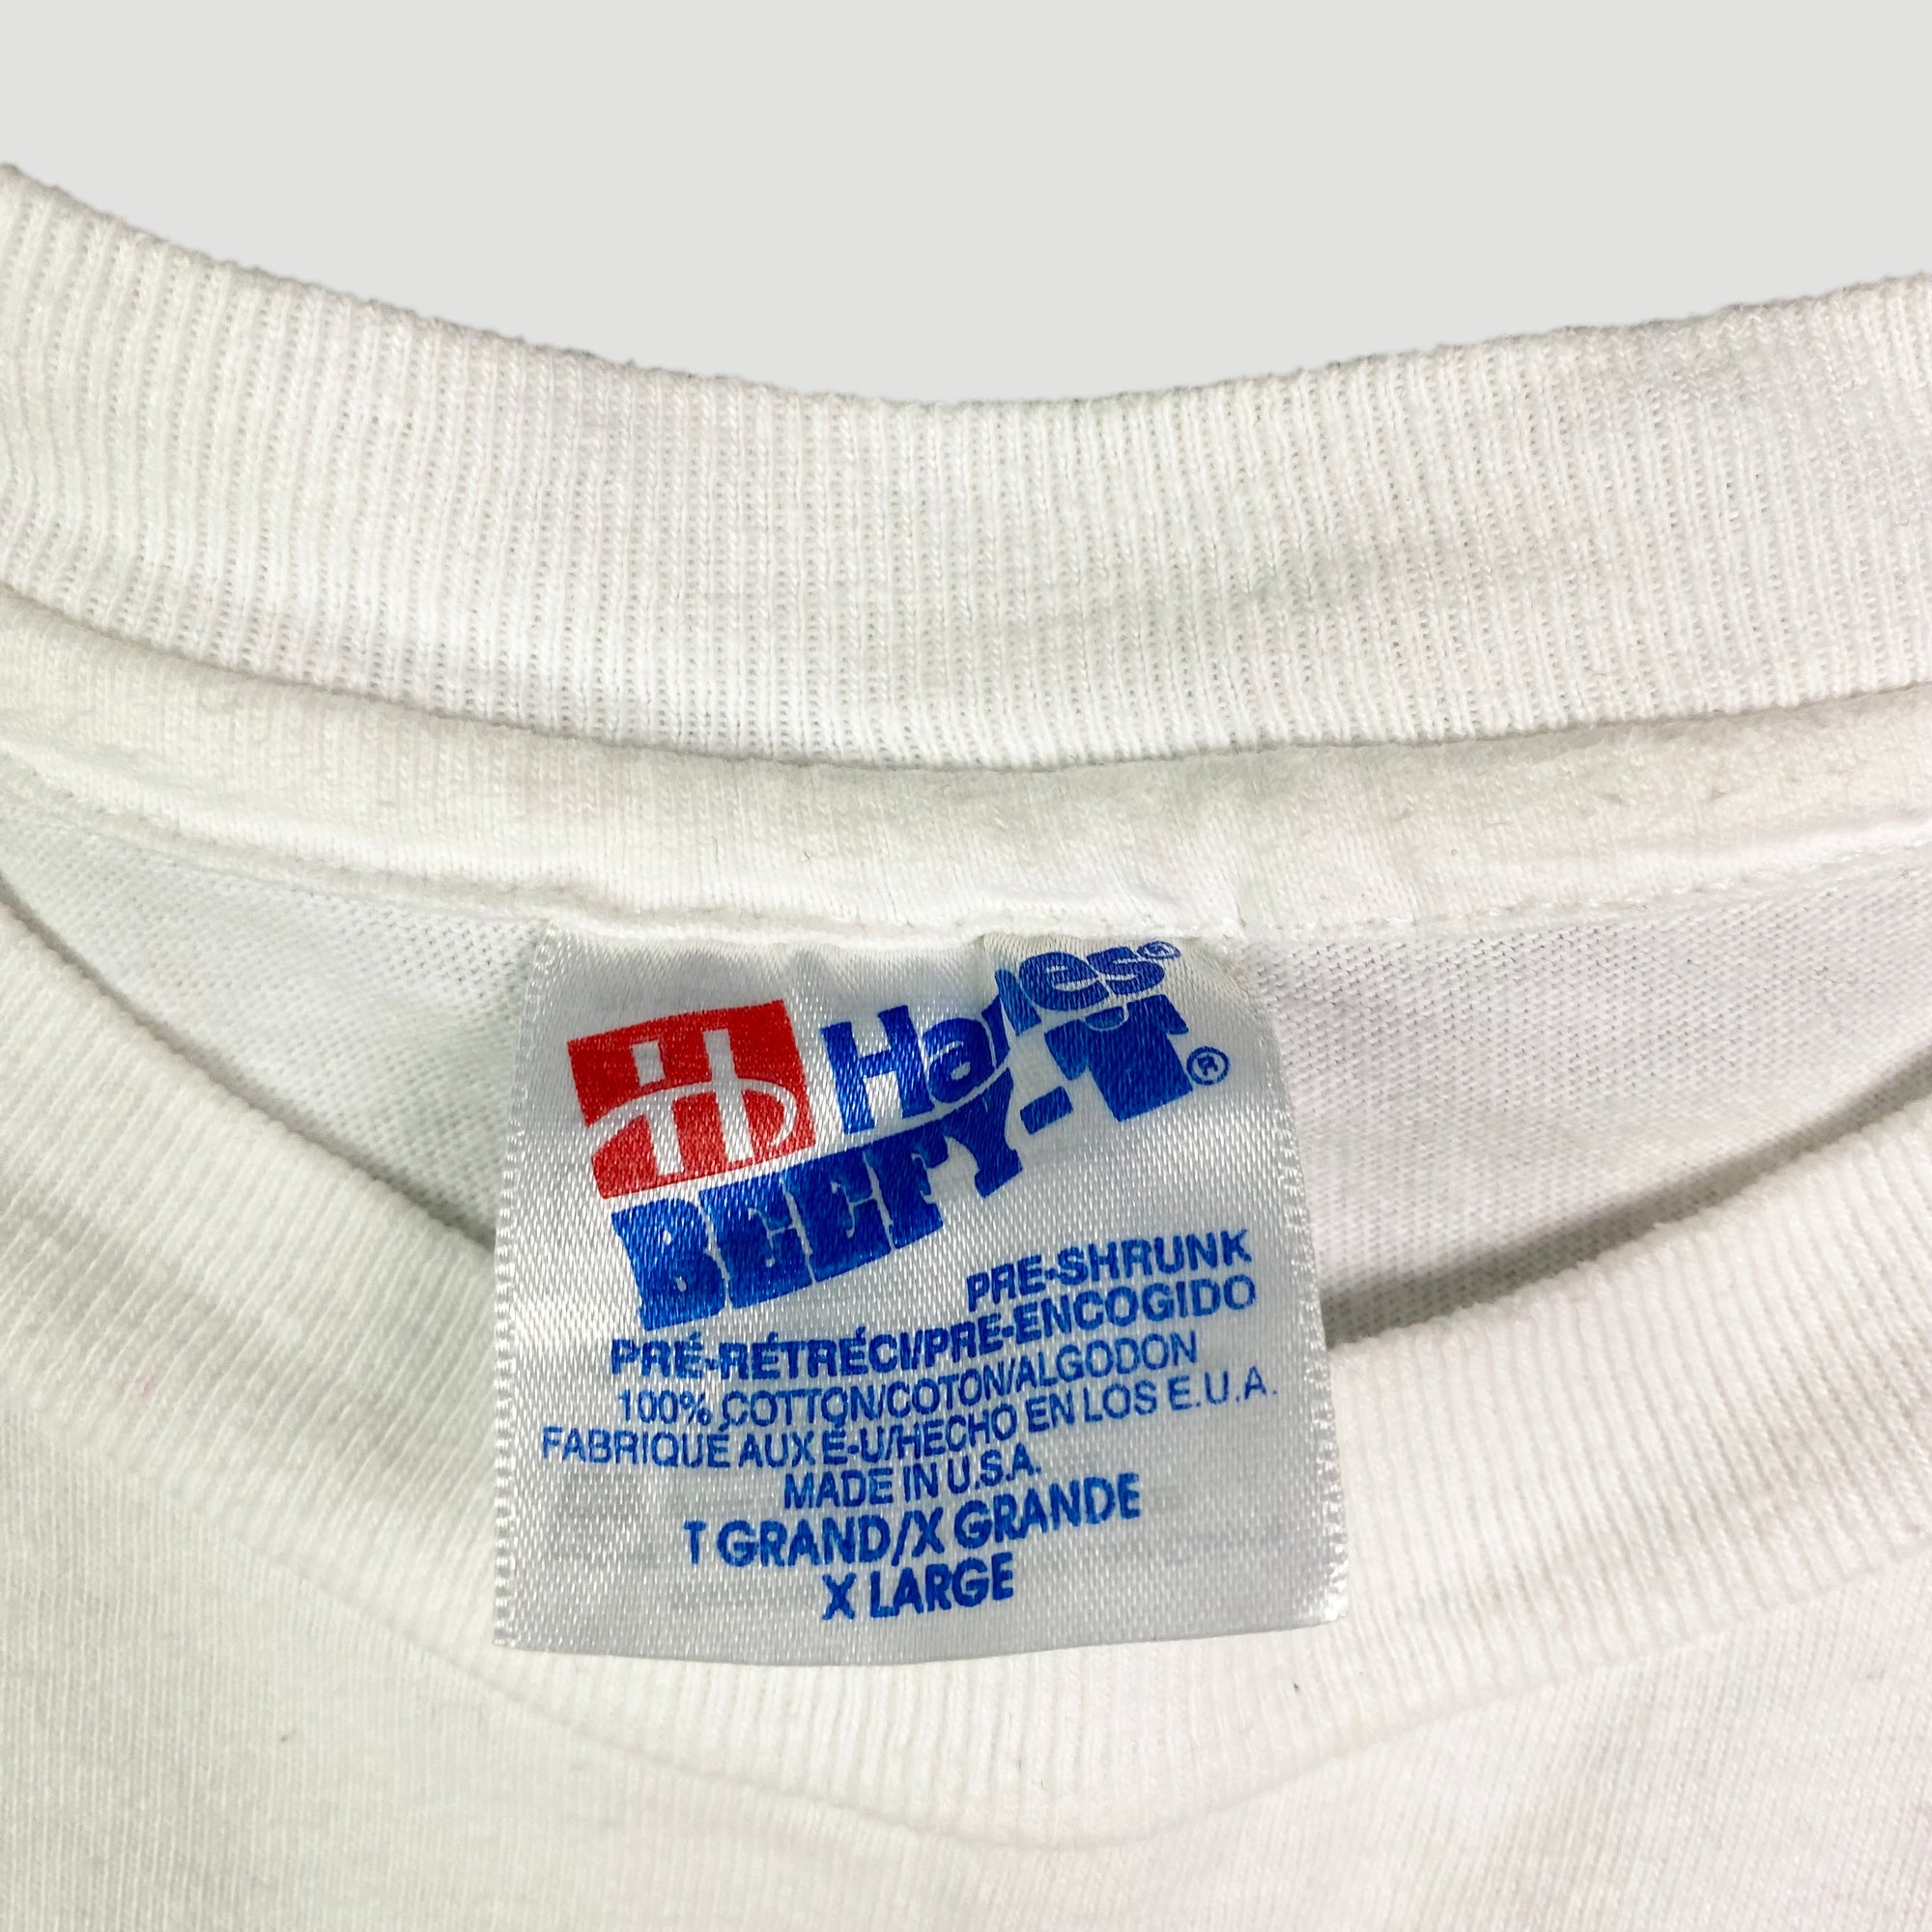 Hanes®
BEEFY-T®
PRE-SHRUNK
PRÉ-RÉTRÉCI/PRE-ENCOGIDO
100% COTTON/COTON/ALGODON
FABRIQUÉ AUX É-U/HECHO EN LOS E.U.A.
MADE IN U.S.A.
T GRAND/X GRANDE
X LARGE